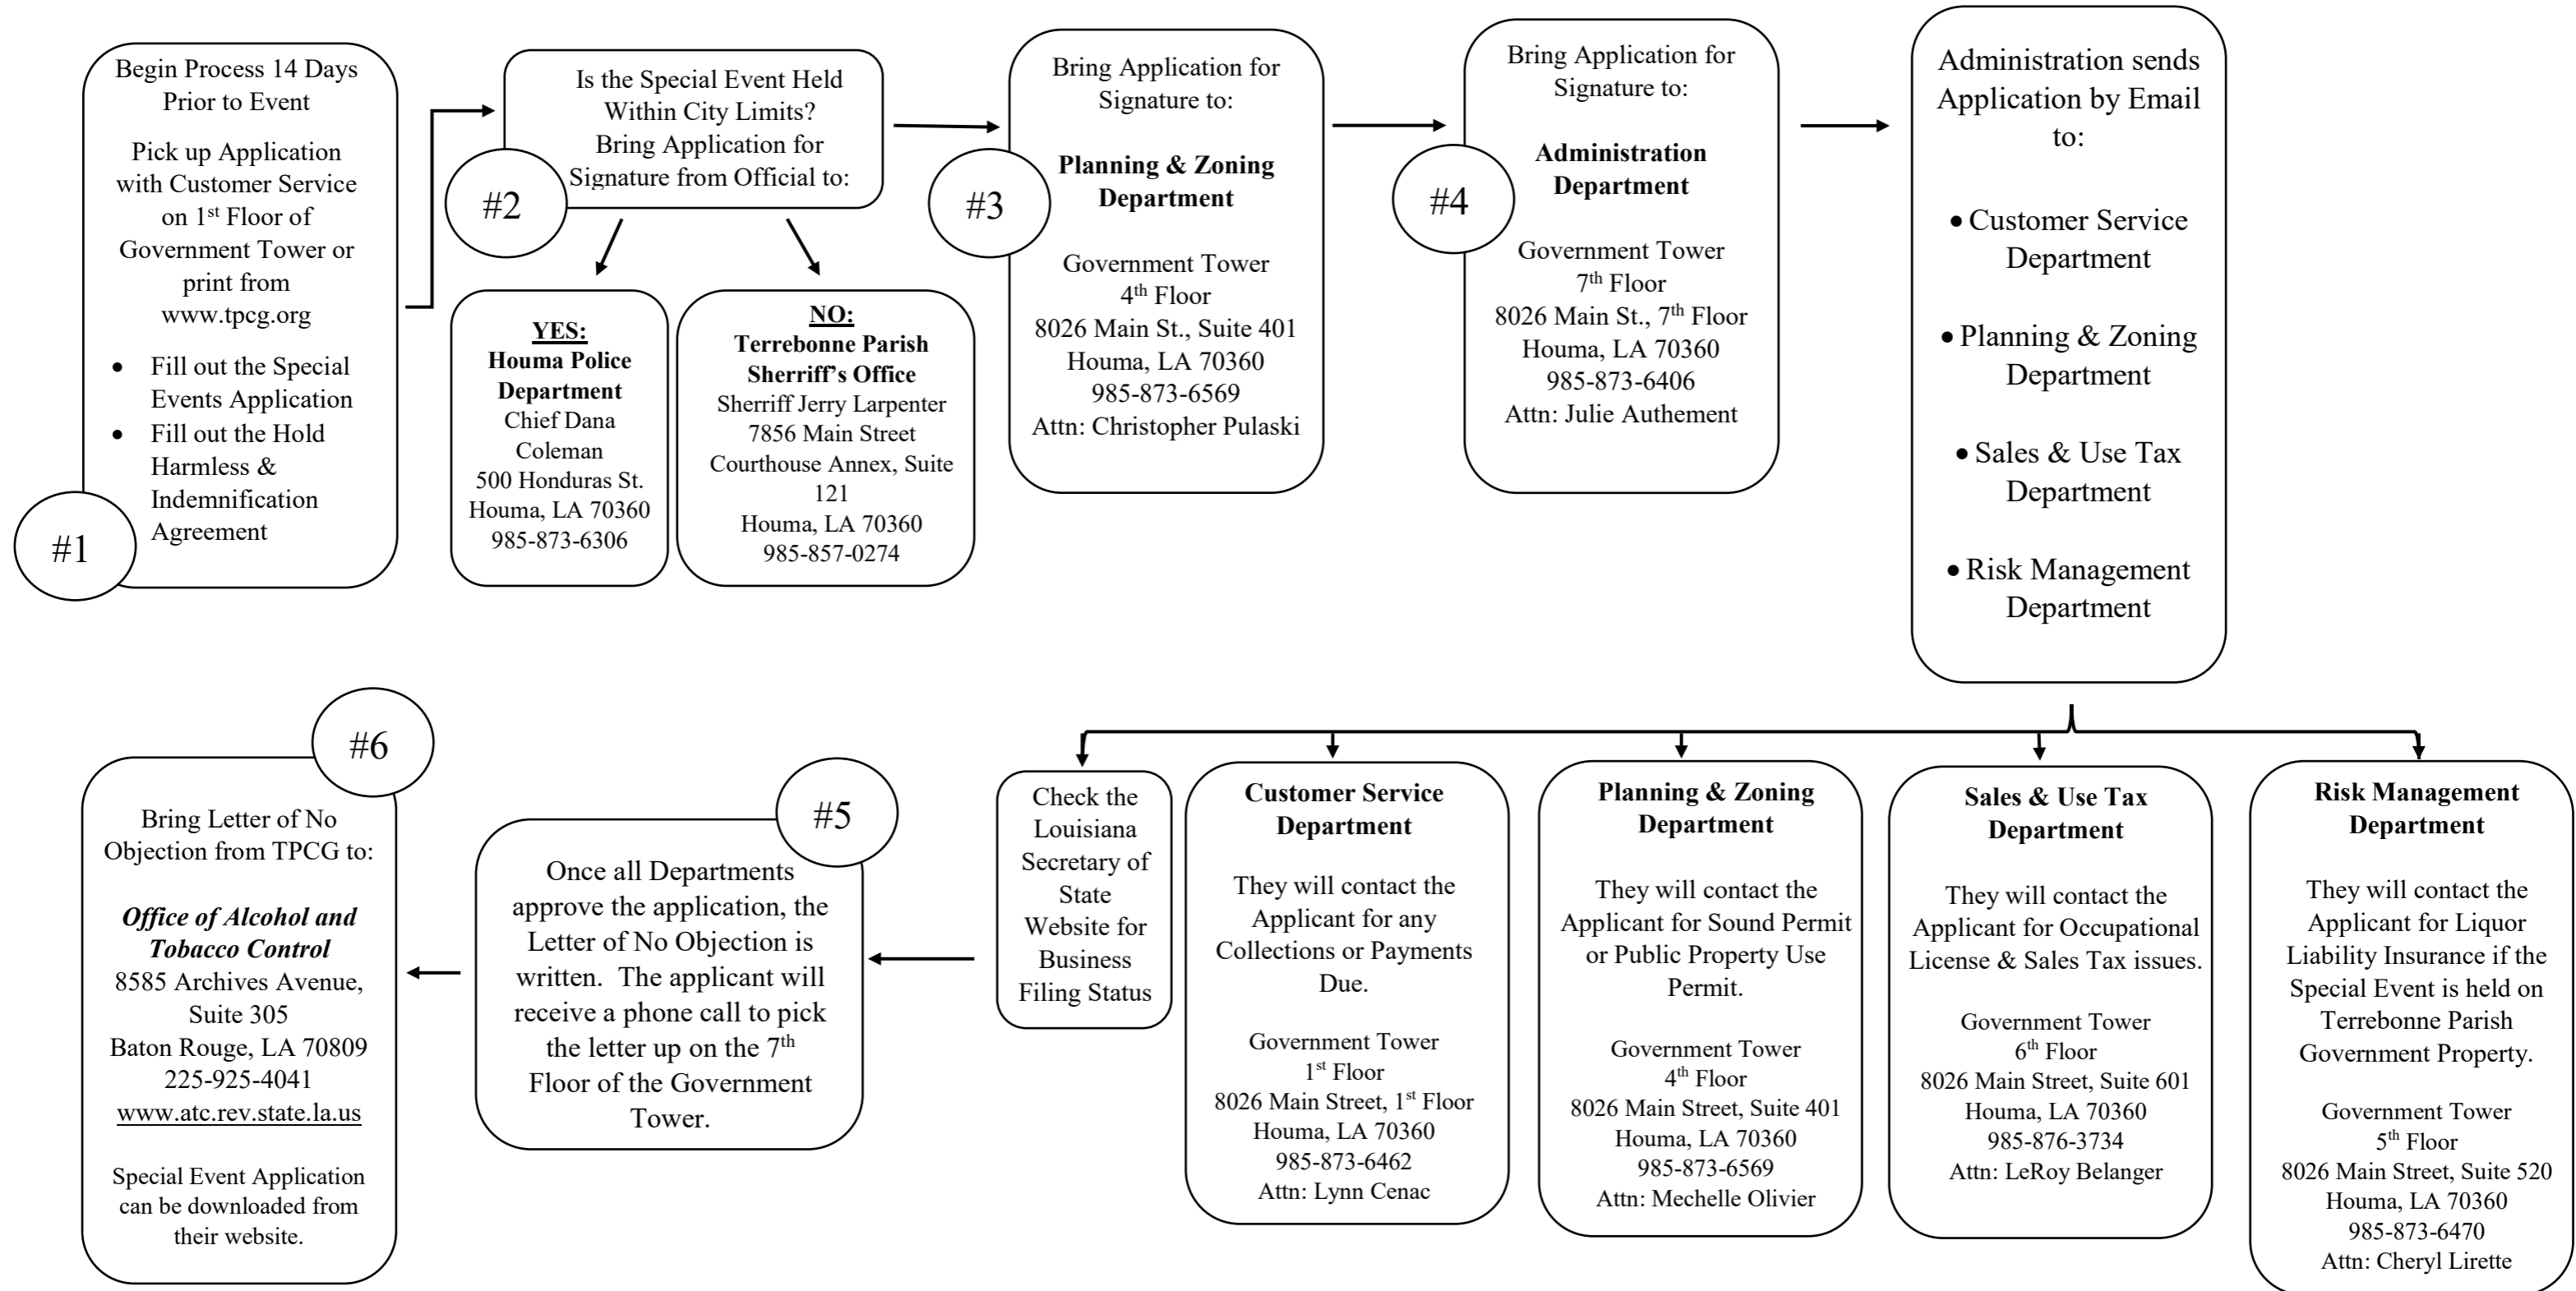 Begin Process 14 Days
Prior to Event
Pick up Application
with Customer Service
on 1st Floor of
Government Tower or
print from
www.tpcg.org
• Fill out the Special
Events Application
• Fill out the Hold
Harmless &
Indemnification
Agreement
#1
Is the Special Event Held
Within City Limits?
Bring Application for
Signature from Official to:
#2
YES:
Houma Police
Department
Chief Dana
Coleman
500 Honduras St.
Houma, LA 70360
985-873-6306
NO:
Terrebonne Parish
Sherriff’s Office
Sherriff Jerry Larpenter
7856 Main Street
Courthouse Annex, Suite
121
Houma, LA 70360
985-857-0274
#3
Bring Application for
Signature to:
Planning & Zoning
Department
Government Tower
4th Floor
8026 Main St., Suite 401
Houma, LA 70360
985-873-6569
Attn: Christopher Pulaski
#4
Bring Application for
Signature to:
Administration
Department
Government Tower
7th Floor
8026 Main St., 7th Floor
Houma, LA 70360
985-873-6406
Attn: Julie Authement
Administration sends
Application by Email
to:
• Customer Service
Department
• Planning & Zoning
Department
• Sales & Use Tax
Department
• Risk Management
Department
Check the
Louisiana
Secretary of
State
Website for
Business
Filing Status
Customer Service
Department
They will contact the
Applicant for any
Collections or Payments
Due.
Government Tower
1st Floor
8026 Main Street, 1st Floor
Houma, LA 70360
985-873-6462
Attn: Lynn Cenac
Planning & Zoning
Department
They will contact the
Applicant for Sound Permit
or Public Property Use
Permit.
Government Tower
4th Floor
8026 Main Street, Suite 401
Houma, LA 70360
985-873-6569
Attn: Mechelle Olivier
Sales & Use Tax
Department
They will contact the
Applicant for Occupational
License & Sales Tax issues.
Government Tower
6th Floor
8026 Main Street, Suite 601
Houma, LA 70360
985-876-3734
Attn: LeRoy Belanger
Risk Management
Department
They will contact the
Applicant for Liquor
Liability Insurance if the
Special Event is held on
Terrebonne Parish
Government Property.
Government Tower
5th Floor
8026 Main Street, Suite 520
Houma, LA 70360
985-873-6470
Attn: Cheryl Lirette
#5
Once all Departments
approve the application, the
Letter of No Objection is
written. The applicant will
receive a phone call to pick
the letter up on the 7th
Floor of the Government
Tower.
#6
Bring Letter of No
Objection from TPCG to:
Office of Alcohol and
Tobacco Control
8585 Archives Avenue,
Suite 305
Baton Rouge, LA 70809
225-925-4041
www.atc.rev.state.la.us
Special Event Application
can be downloaded from
their website.